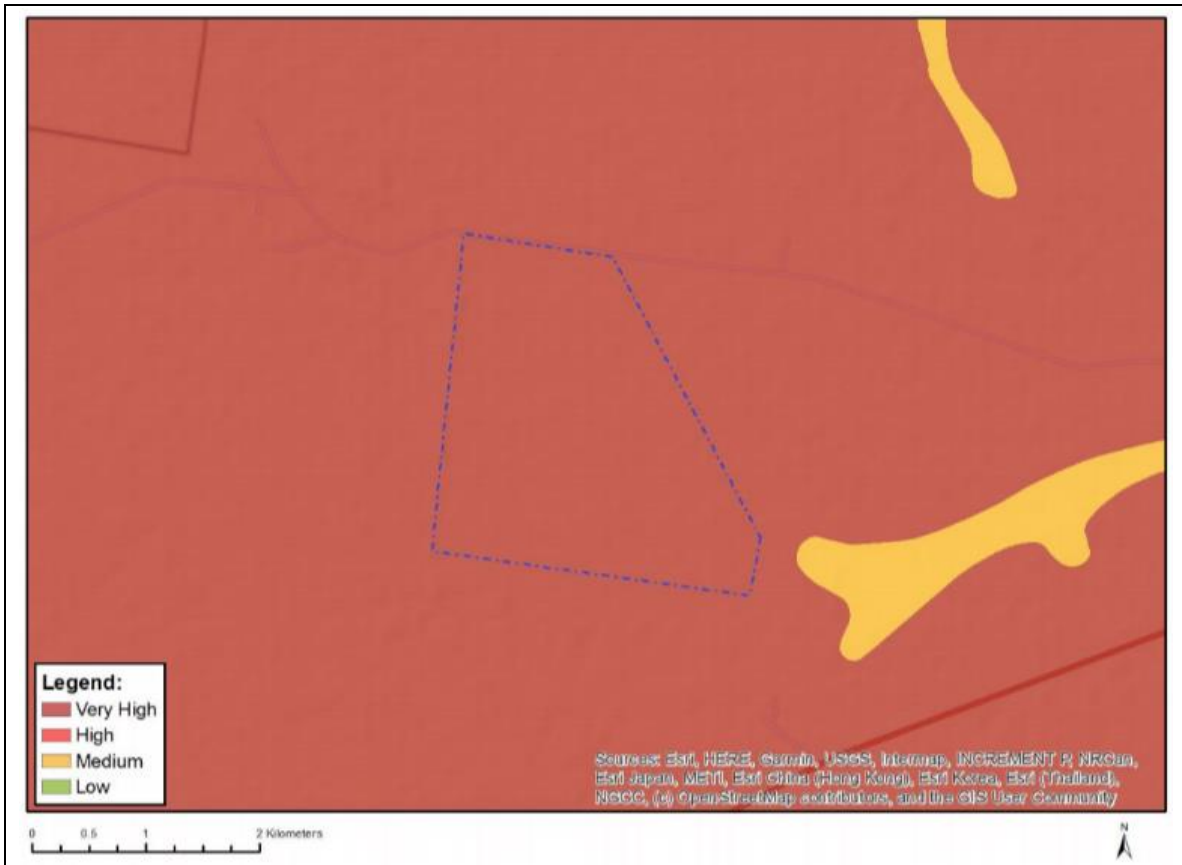 Legend:
Very High
High
Medium
Low
Sources: Esri, HERE, Garmin, USGS, Intermap, INCREMENT P, NRCan,
Esri Japan, METI, Esri China (Hong Kong), Esri Korea, Esri (Thailand),
NGCC, (c) OpenStreetMap contributors, and the GIS User Community
0 0.5 1 2 Kilometers
N